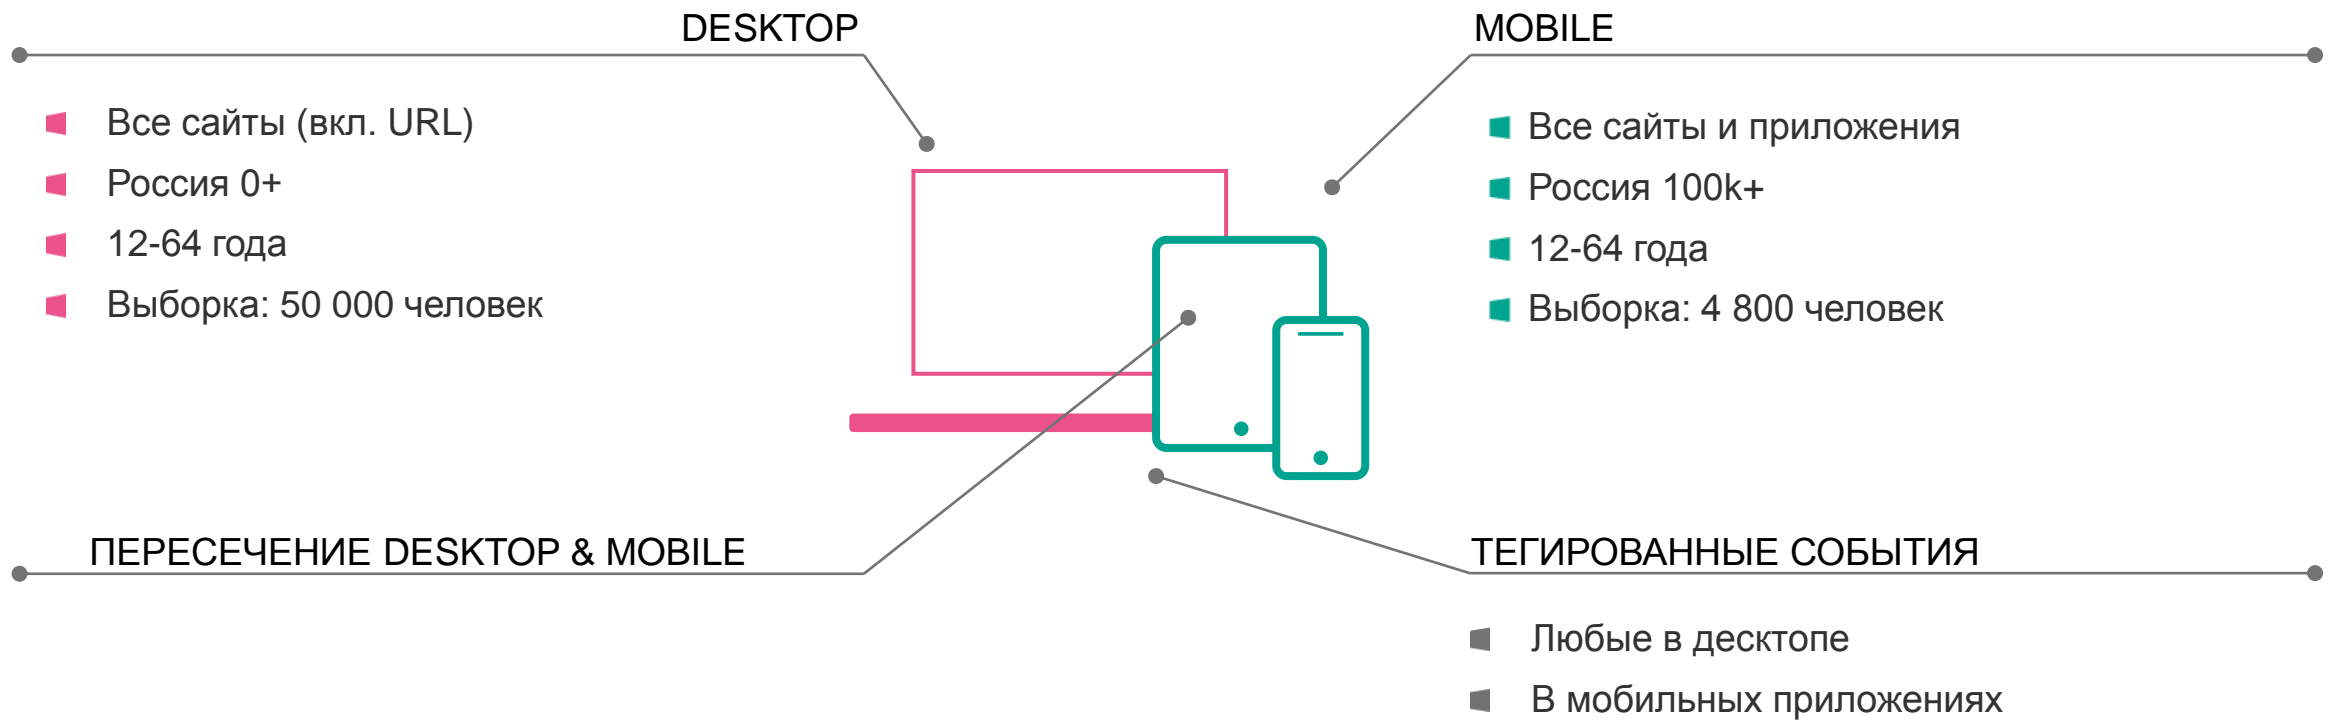 DESKTOP
Все сайты (вкл. URL)
Россия 0+
12-64 года
Выборка: 50 000 человек
MOBILE
Все сайты и приложения
Россия 100k+
12-64 года
Выборка: 4 800 человек
ПЕРЕСЕЧЕНИЕ DESKTOP & MOBILE
ТЕГИРОВАННЫЕ СОБЫТИЯ
Любые в десктопе
В мобильных приложениях